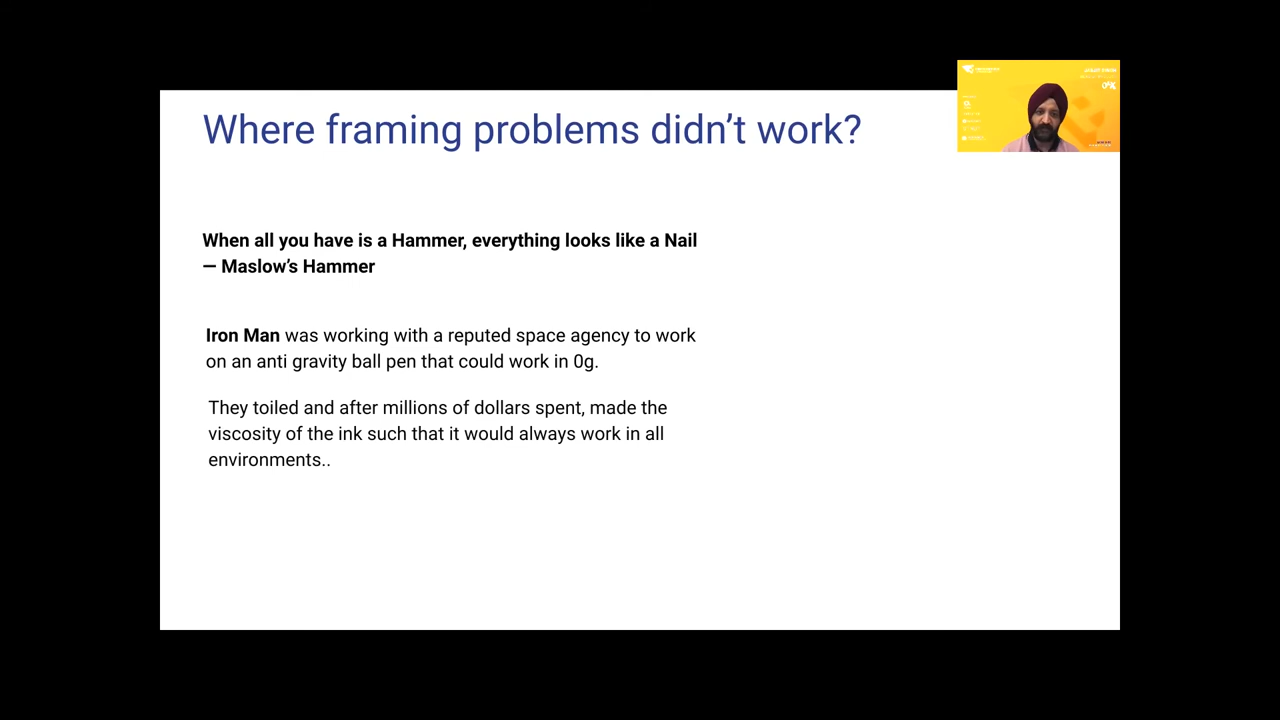 Where framing problems didn't work?
When all you have is a Hammer, everything looks like a Nail
— Maslow's Hammer
Iron Man was working with a reputed space agency to work
on an anti gravity ball pen that could work in 0g.
They toiled and after millions of dollars spent, made the
viscosity of the ink such that it would always work in all
environments..